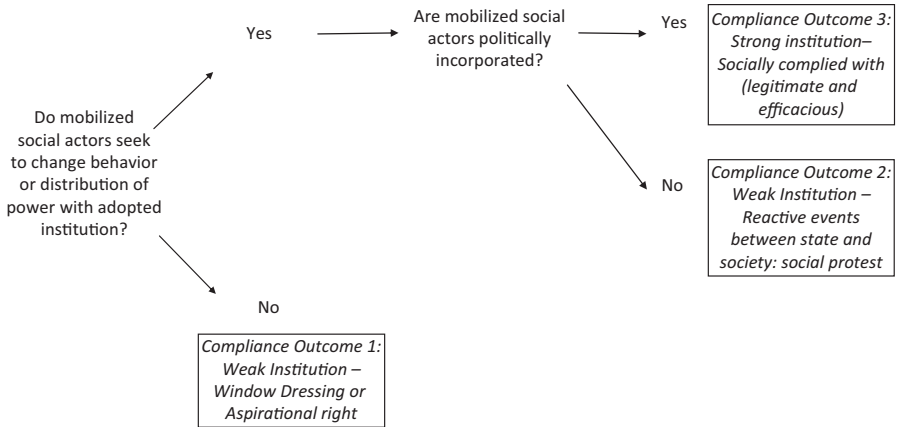 Do mobilized
social actors seek
to change behavior
or distribution of
power with adopted
institution?
Yes
Are mobilized social
actors politically
incorporated?
Yes
Compliance Outcome 3:
Strong institution–
Socially complied with
(legitimate and
efficacious)
No
Compliance Outcome 2:
Weak Institution –
Reactive events
between state and
society: social protest
No
Compliance Outcome 1:
Weak Institution –
Window Dressing or
Aspirational right